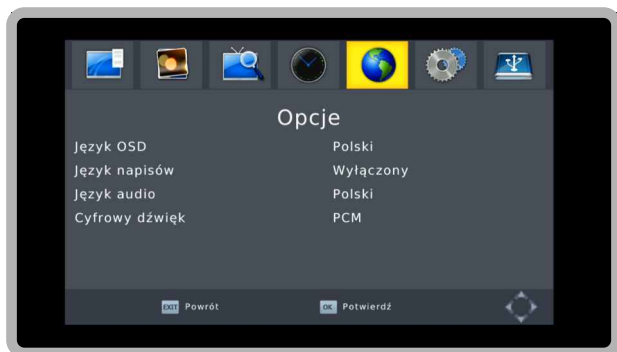 Opcje
Język OSD Polski
Język napisów Wyłączony
Język audio Polski
Cyfrowy dźwięk PCM
EXIT Powrót OK Potwierdź